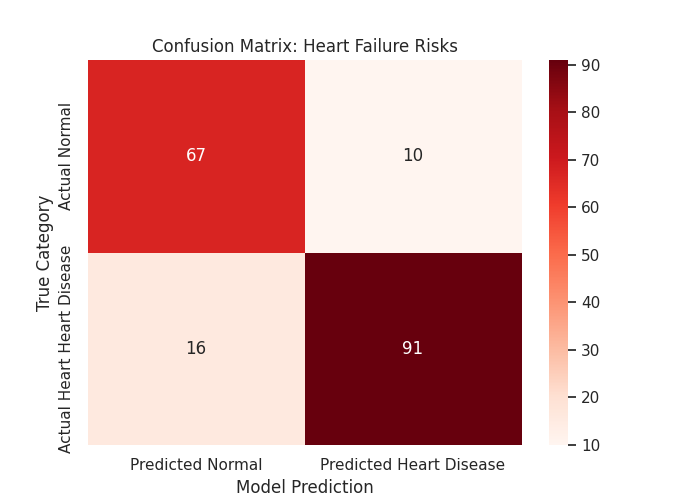 Confusion Matrix: Heart Failure Risks
True Category
Actual Normal
Actual Heart Heart Disease
67
10
16
91
Predicted Normal
Predicted Heart Disease
Model Prediction
90
80
70
60
50
40
30
20
10